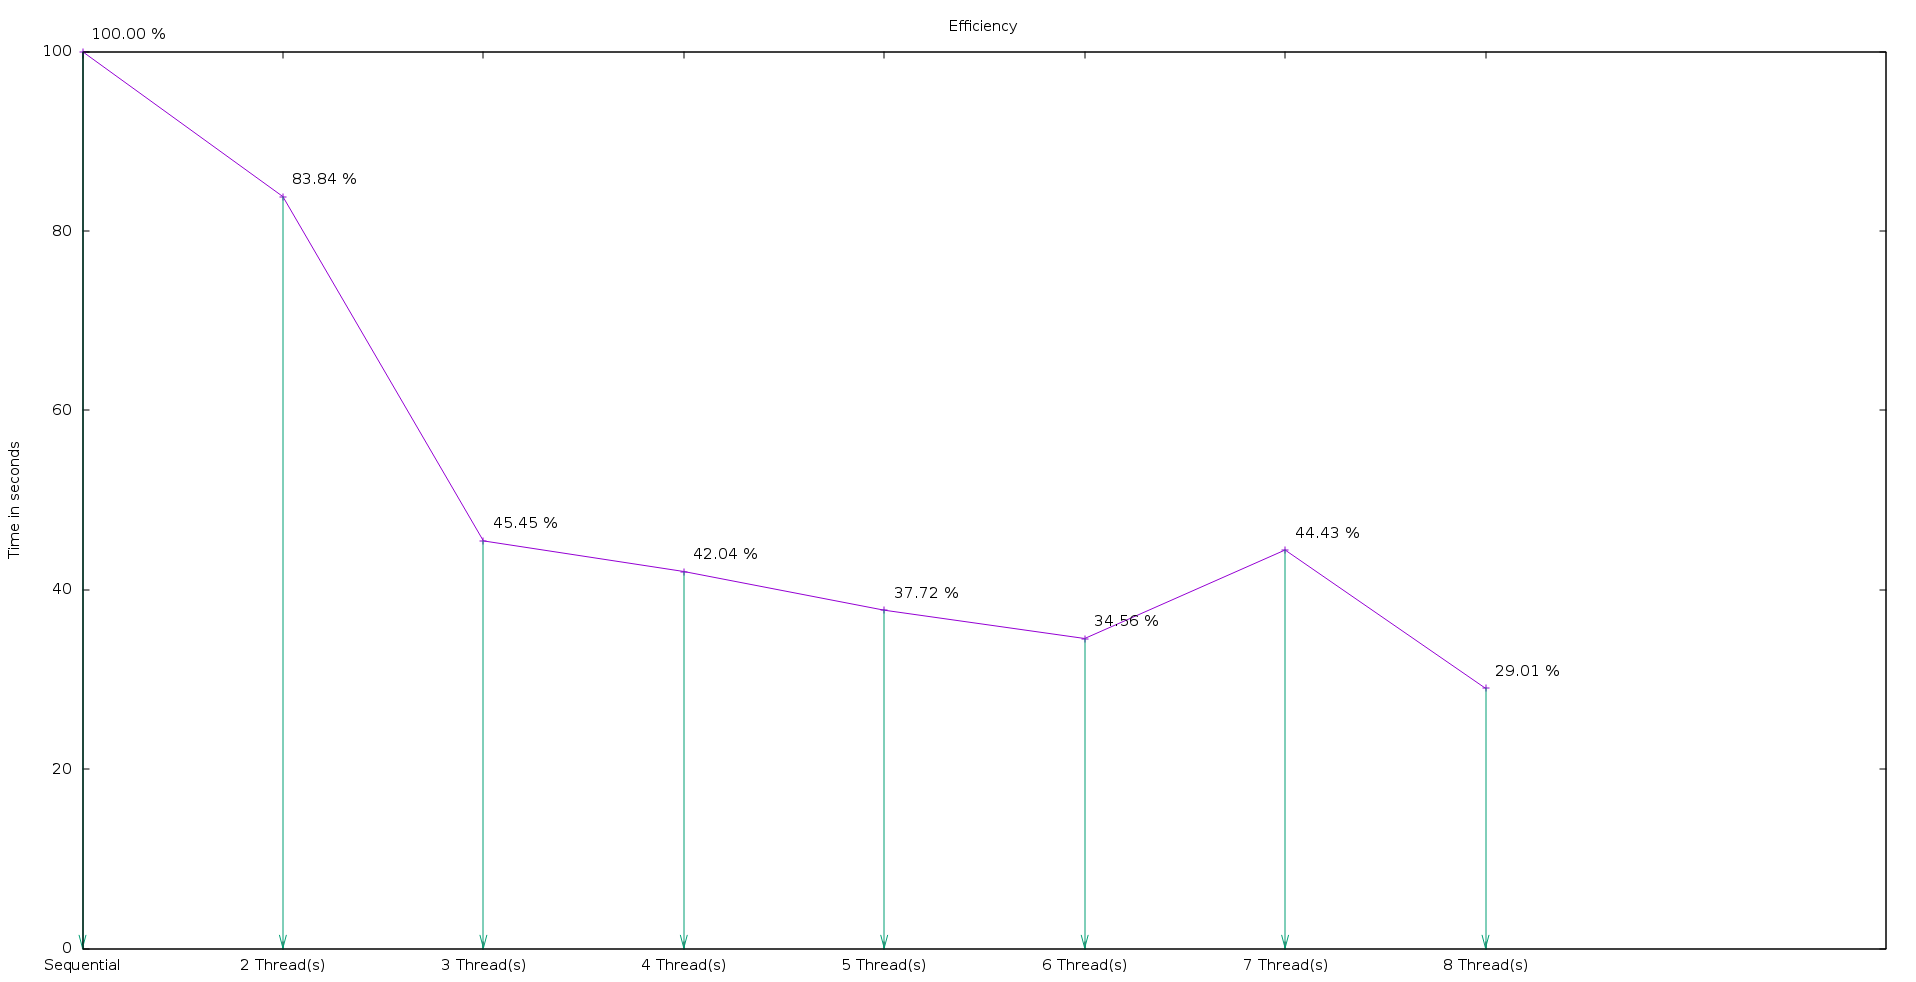 Efficiency
100.00 %
83.84 %
45.45 %
42.04 %
37.72 %
34.56 %
44.43 %
29.01 %
100
80
60
40
20
0
Time in seconds
Sequential
2 Thread(s)
3 Thread(s)
4 Thread(s)
5 Thread(s)
6 Thread(s)
7 Thread(s)
8 Thread(s)